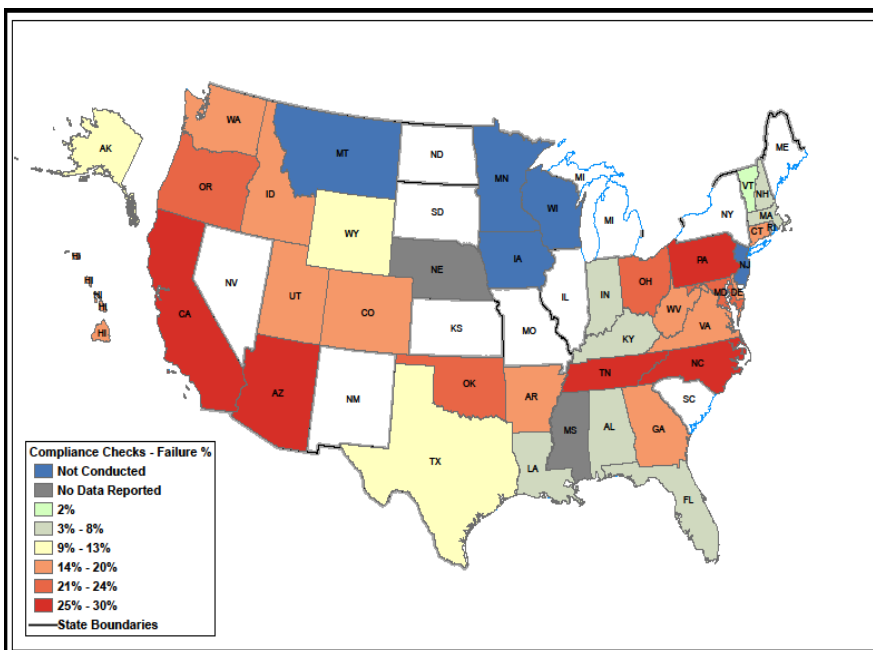 WA
MT
ND
MN
ME
AK
OR
ID
SD
WI
MI
MI
VT
NH
NY
MA
CT
RI
WY
NE
IA
PA
NJ
HI
HI
HI
HI
HI
NV
UT
CO
KS
MO
IL
IN
OH
MD
DE
WV
VA
KY
CA
AZ
NM
OK
AR
TN
NC
SC
TX
LA
MS
AL
GA
FL
Compliance Checks - Failure %
Not Conducted
No Data Reported
2%
3% - 8%
9% - 13%
14% - 20%
21% - 24%
25% - 30%
State Boundaries